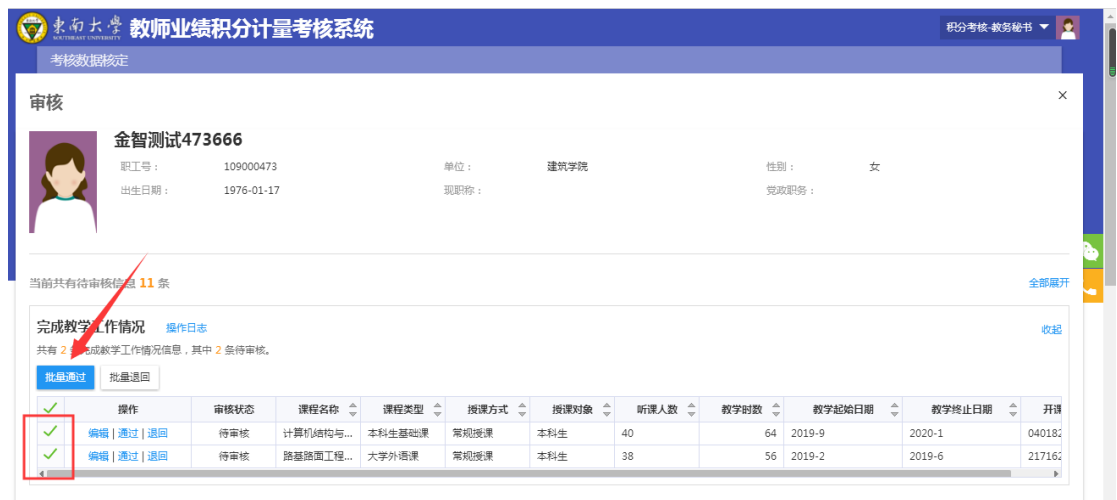 東南大學 教师业绩积分计量考核系统
SOUTHEAST UNIVERSITY
积分考核-教务秘书
考核数据核定
审核 ×
金智测试473666
职工号： 109000473 单位： 建筑学院 性别： 女
出生日期： 1976-01-17 现职称： 党政职务：
当前共有待审核信息 11 条 全部展开
完成教学工作情况 操作日志 收起
共有 2 完成教学工作情况信息，其中 2 条待审核。
批量通过 批量退回
操作 审核状态 课程名称 课程类型 授课方式 授课对象 听课人数 教学时数 教学起始日期 教学终止日期 开课
编辑 | 通过 | 退回 待审核 计算机结构与... 本科生基础课 常规授课 本科生 40 64 2019-9 2020-1 040182
编辑 | 通过 | 退回 待审核 路基路面工程... 大学外语课 常规授课 本科生 38 56 2019-2 2019-6 217162